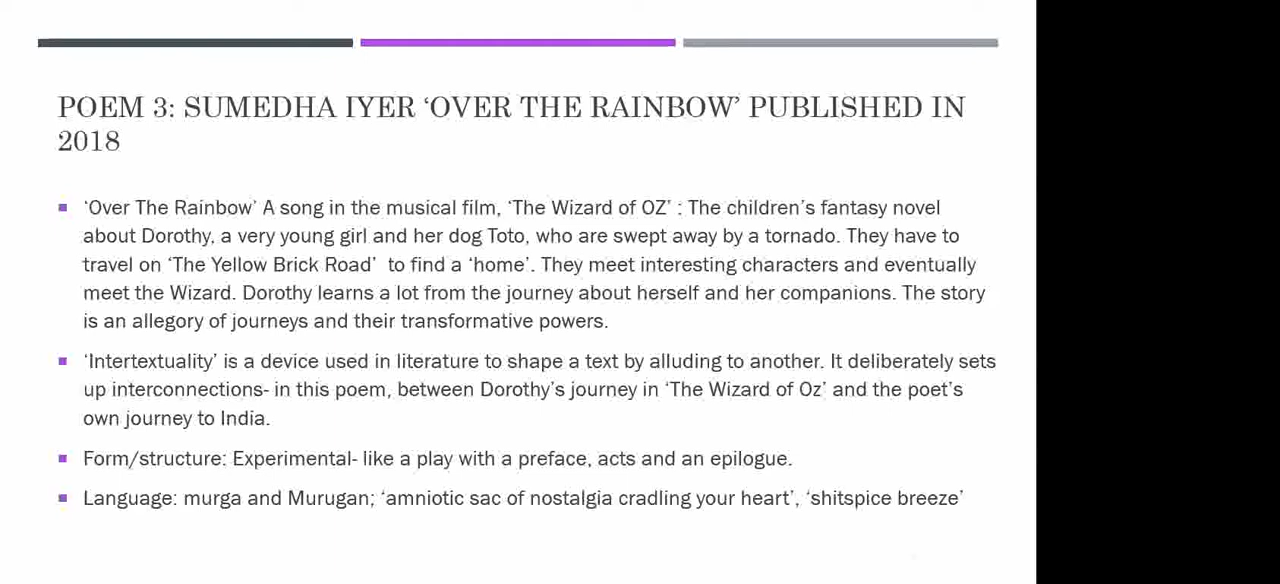 POEM 3: SUMEDHA IYER ‘OVER THE RAINBOW’ PUBLISHED IN
2018
‘Over The Rainbow’ A song in the musical film, ‘The Wizard of OZ’ : The children’s fantasy novel
about Dorothy, a very young girl and her dog Toto, who are swept away by a tornado. They have to
travel on ‘The Yellow Brick Road’ to find a ‘home’. They meet interesting characters and eventually
meet the Wizard. Dorothy learns a lot from the journey about herself and her companions. The story
is an allegory of journeys and their transformative powers.
‘Intertextuality’ is a device used in literature to shape a text by alluding to another. It deliberately sets
up interconnections- in this poem, between Dorothy’s journey in ‘The Wizard of Oz’ and the poet’s
own journey to India.
Form/structure: Experimental- like a play with a preface, acts and an epilogue.
Language: murga and Murugan; ‘amniotic sac of nostalgia cradling your heart’, ‘shitspice breeze’